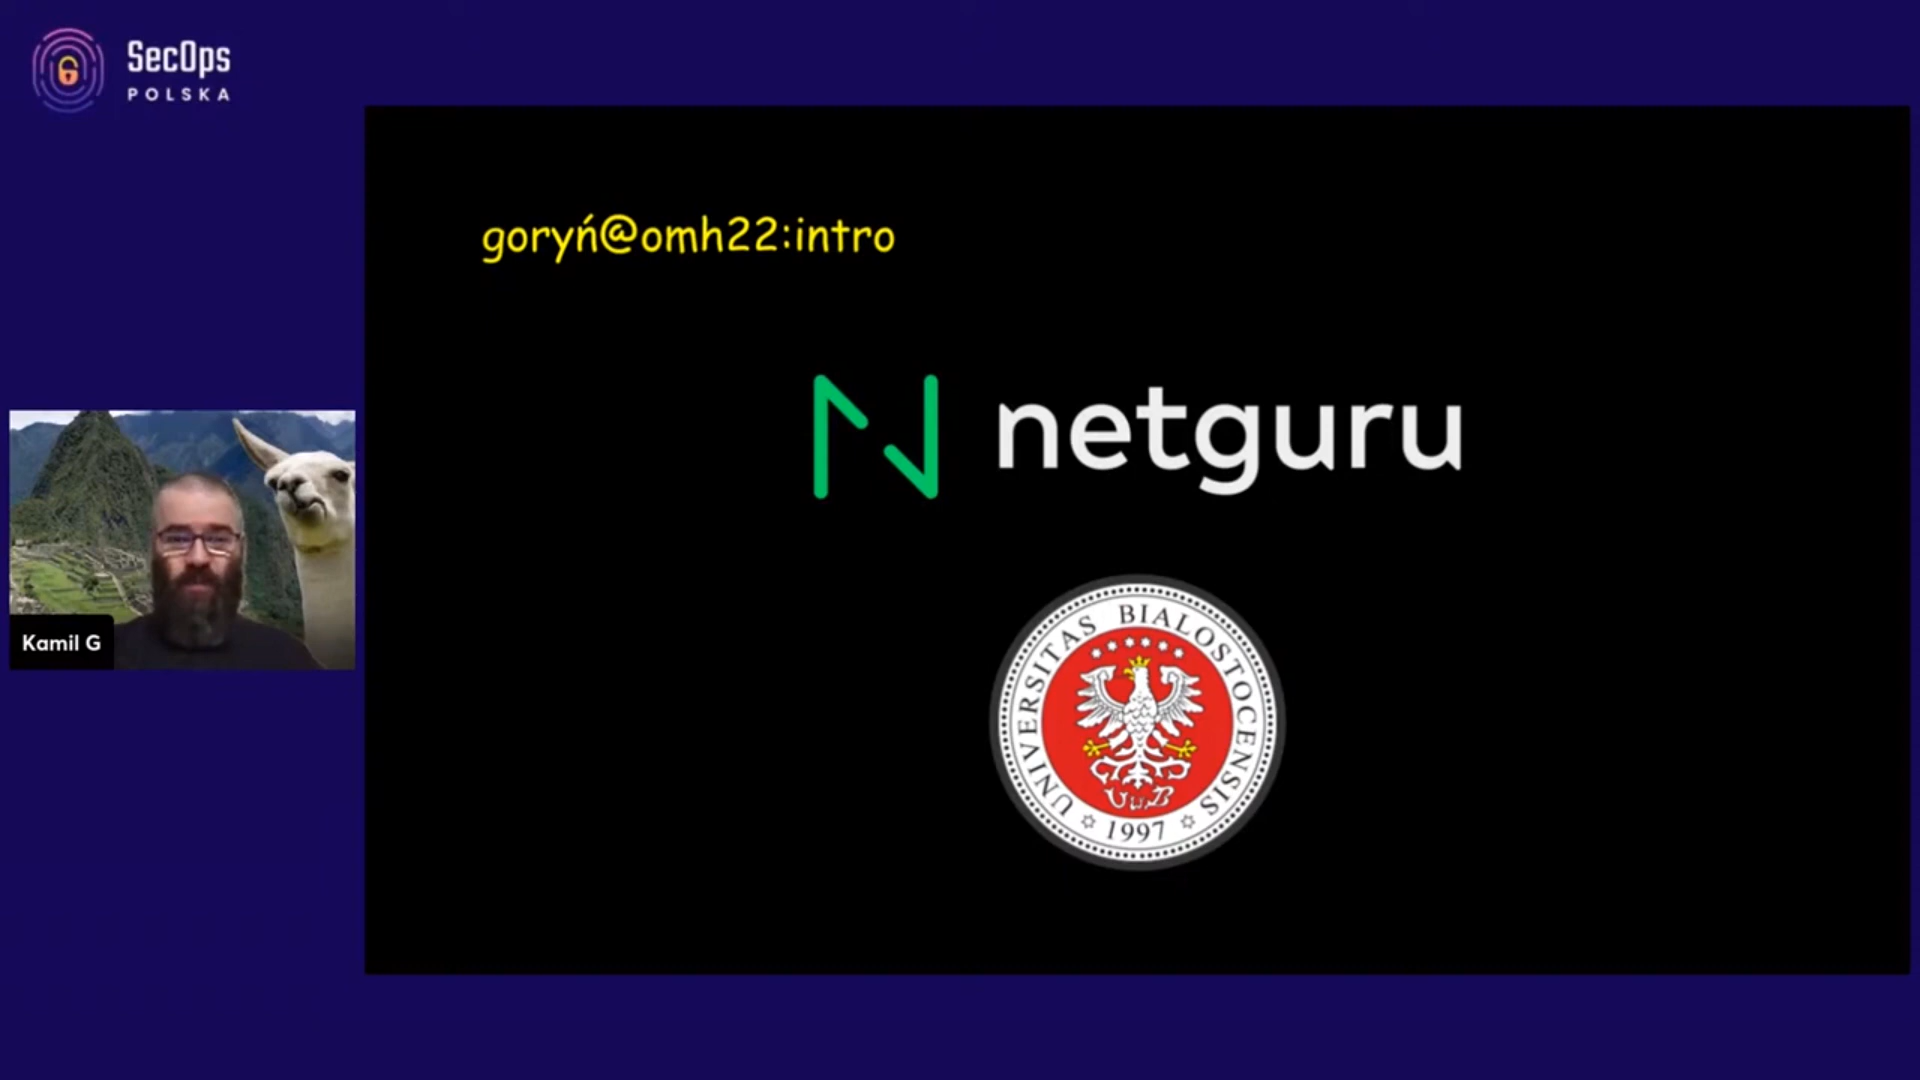 SecOps
POLSKA
goryń@omh22:intro
netguru
UNIVERSITAS BIALOSTOCENSIS
UwB
1997
Kamil G